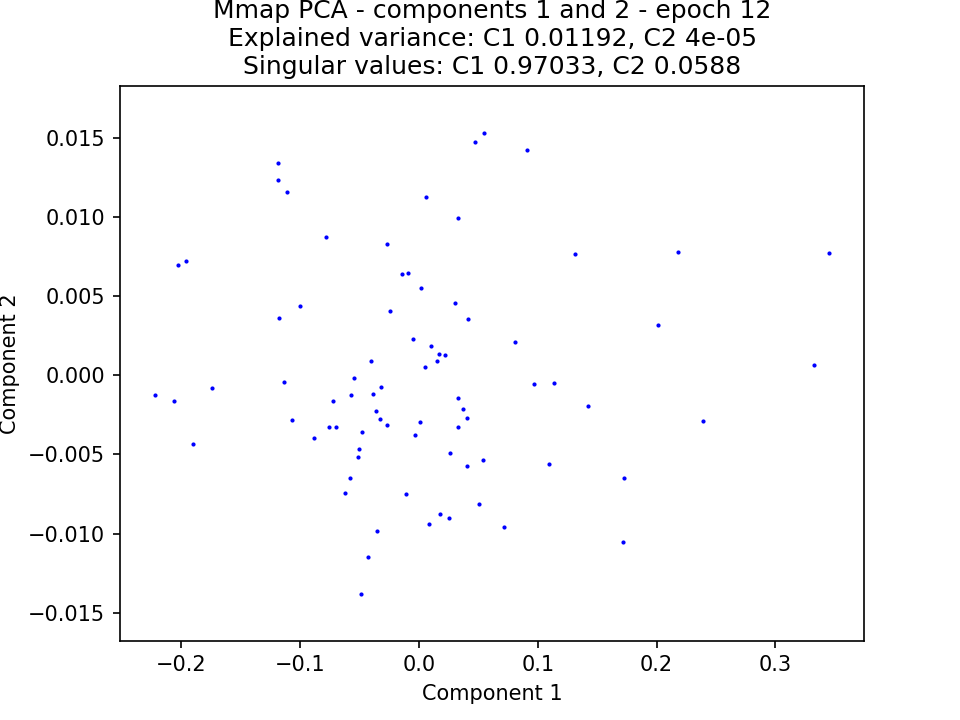 Mmap PCA - components 1 and 2 - epoch 12
Explained variance: C1 0.01192, C2 4e-05
Singular values: C1 0.97033, C2 0.0588
0.015
0.010
0.005
0.000
−0.005
−0.010
−0.015
Component 2
−0.2
−0.1
0.0
0.1
0.2
0.3
Component 1